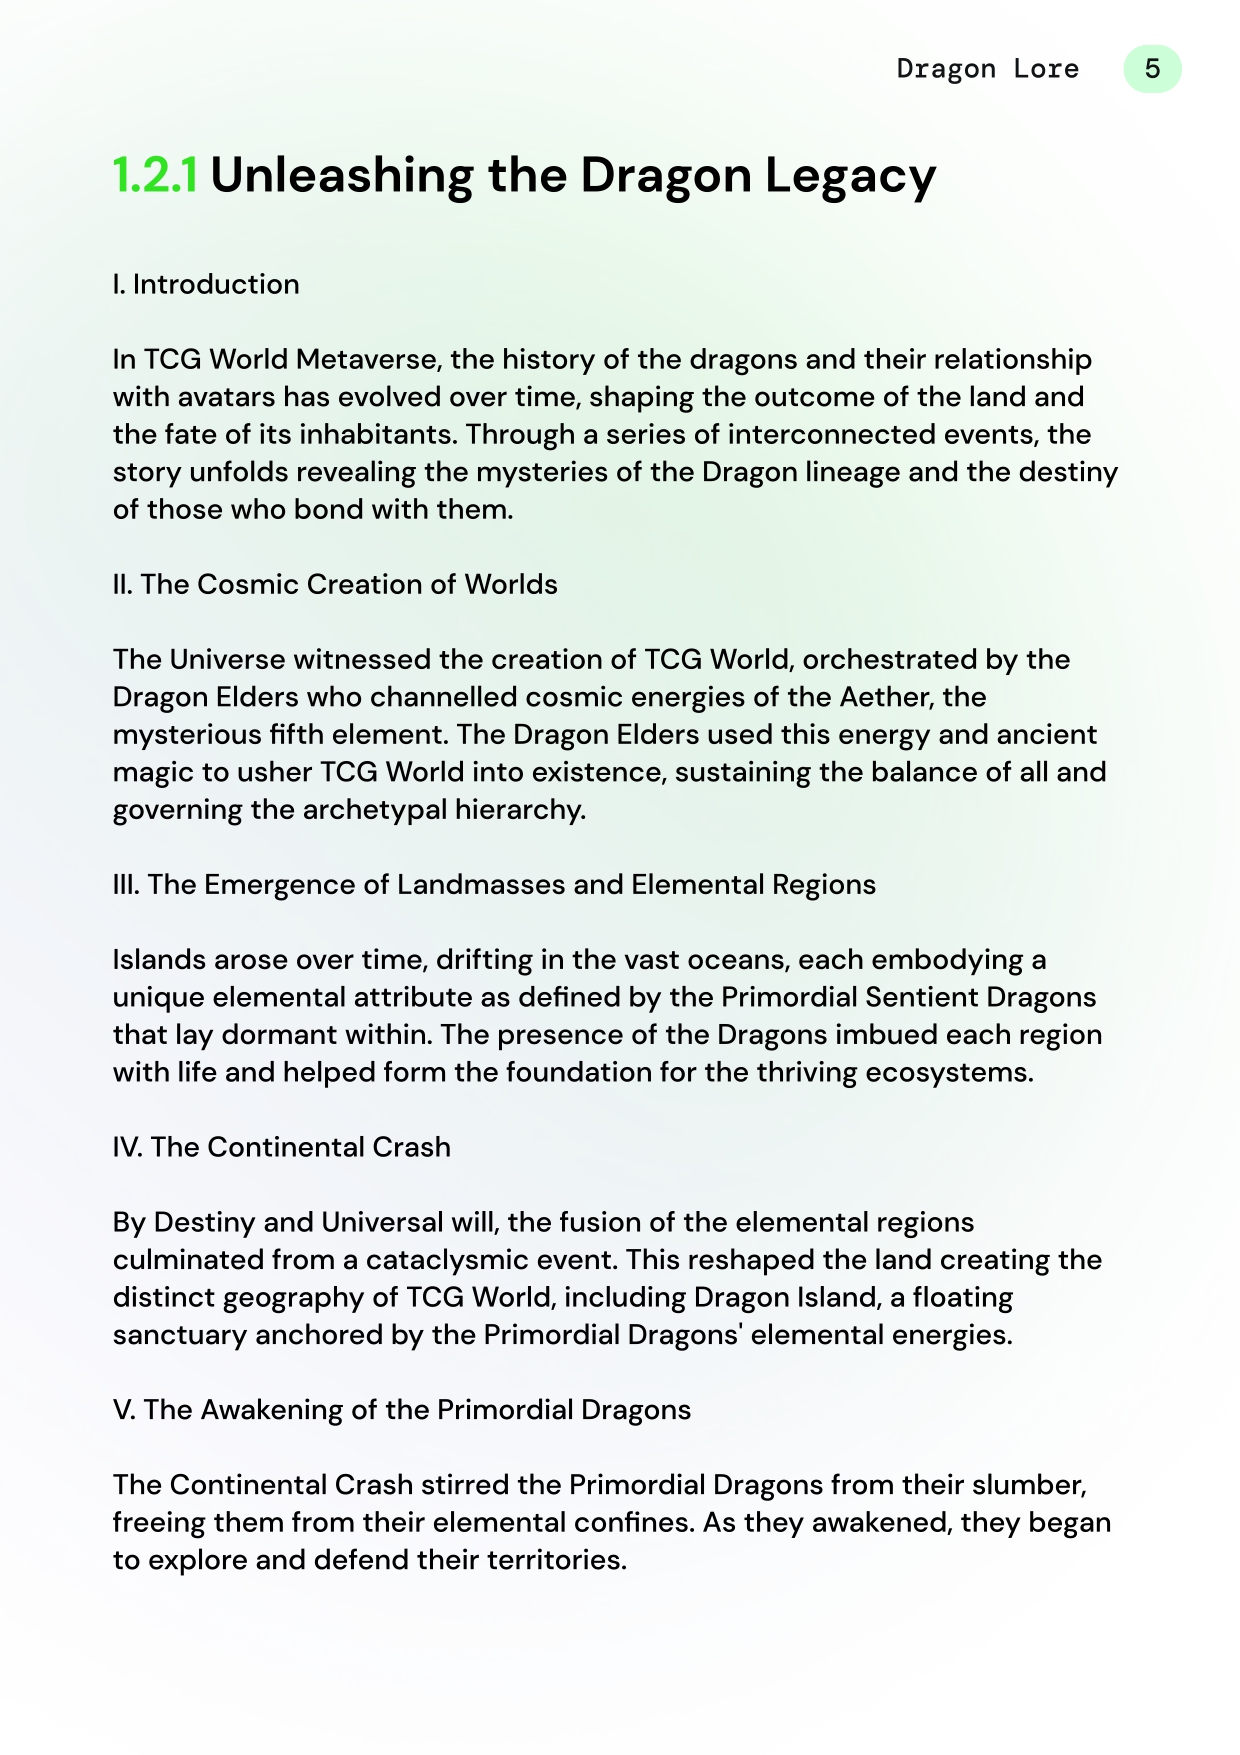 Dragon Lore 5
1.2.1 Unleashing the Dragon Legacy
I. Introduction
In TCG World Metaverse, the history of the dragons and their relationship
with avatars has evolved over time, shaping the outcome of the land and
the fate of its inhabitants. Through a series of interconnected events, the
story unfolds revealing the mysteries of the Dragon lineage and the destiny
of those who bond with them.
II. The Cosmic Creation of Worlds
The Universe witnessed the creation of TCG World, orchestrated by the
Dragon Elders who channelled cosmic energies of the Aether, the
mysterious fifth element. The Dragon Elders used this energy and ancient
magic to usher TCG World into existence, sustaining the balance of all and
governing the archetypal hierarchy.
III. The Emergence of Landmasses and Elemental Regions
Islands arose over time, drifting in the vast oceans, each embodying a
unique elemental attribute as defined by the Primordial Sentient Dragons
that lay dormant within. The presence of the Dragons imbued each region
with life and helped form the foundation for the thriving ecosystems.
IV. The Continental Crash
By Destiny and Universal will, the fusion of the elemental regions
culminated from a cataclysmic event. This reshaped the land creating the
distinct geography of TCG World, including Dragon Island, a floating
sanctuary anchored by the Primordial Dragons' elemental energies.
V. The Awakening of the Primordial Dragons
The Continental Crash stirred the Primordial Dragons from their slumber,
freeing them from their elemental confines. As they awakened, they began
to explore and defend their territories.